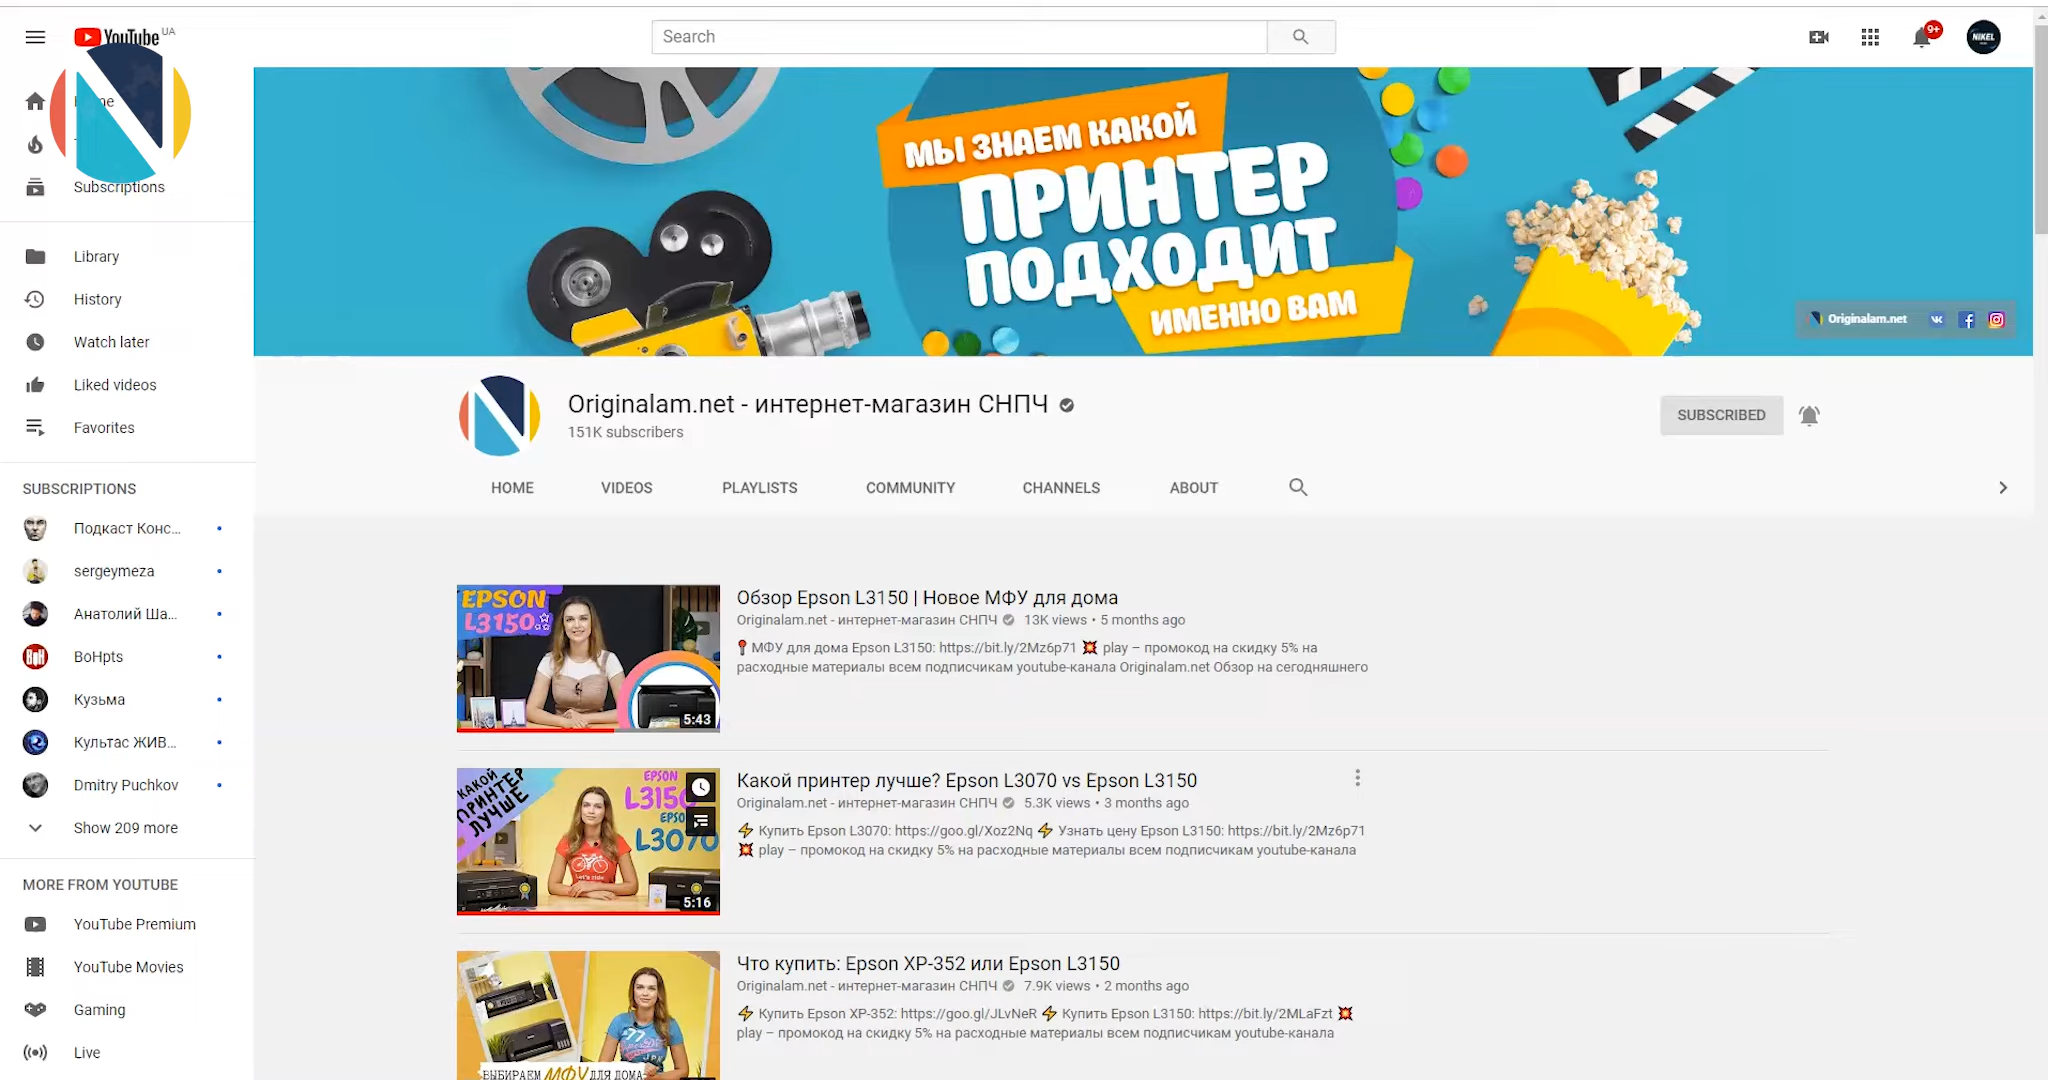 YouTube UA
Search
9+
NIKEL
Subscriptions
Library
History
Watch later
Liked videos
Favorites
SUBSCRIPTIONS
Подкаст Конс...
sergeymeza
Анатолий Ша...
BoHpts
Кузьма
Культас ЖИВ...
Dmitry Puchkov
Show 209 more
MORE FROM YOUTUBE
YouTube Premium
YouTube Movies
Gaming
Live
МЫ ЗНАЕМ КАКОЙ
ПРИНТЕР
ПОДХОДИТ
ИМЕННО ВАМ
Originalam.net
Originalam.net - интернет-магазин СНПЧ
151K subscribers
SUBSCRIBED
HOME
VIDEOS
PLAYLISTS
COMMUNITY
CHANNELS
ABOUT
EPSON
L3150
5:43
Обзор Epson L3150 | Новое МФУ для дома
Originalam.net - интернет-магазин СНПЧ 13K views • 5 months ago
МФУ для дома Epson L3150: https://bit.ly/2Mz6p71 play – промокод на скидку 5% на
расходные материалы всем подписчикам youtube-канала Originalam.net Обзор на сегодняшнего
КАКОЙ
ПРИНТЕР
ЛУЧШЕ
EPSON
L3150
EPSO
L3070
Let's ride
5:16
Какой принтер лучше? Epson L3070 vs Epson L3150
Originalam.net - интернет-магазин СНПЧ 5.3K views • 3 months ago
Купить Epson L3070: https://goo.gl/Xoz2Nq Узнать цену Epson L3150: https://bit.ly/2Mz6p71
play – промокод на скидку 5% на расходные материалы всем подписчикам youtube-канала
77
ВЫБИРАЕМ МФУ ДЛЯ ДОМА
Что купить: Epson XP-352 или Epson L3150
Originalam.net - интернет-магазин СНПЧ 7.9K views • 2 months ago
Купить Epson XP-352: https://goo.gl/JLvNeR Купить Epson L3150: https://bit.ly/2MLaFzt
play – промокод на скидку 5% на расходные материалы всем подписчикам youtube-канала